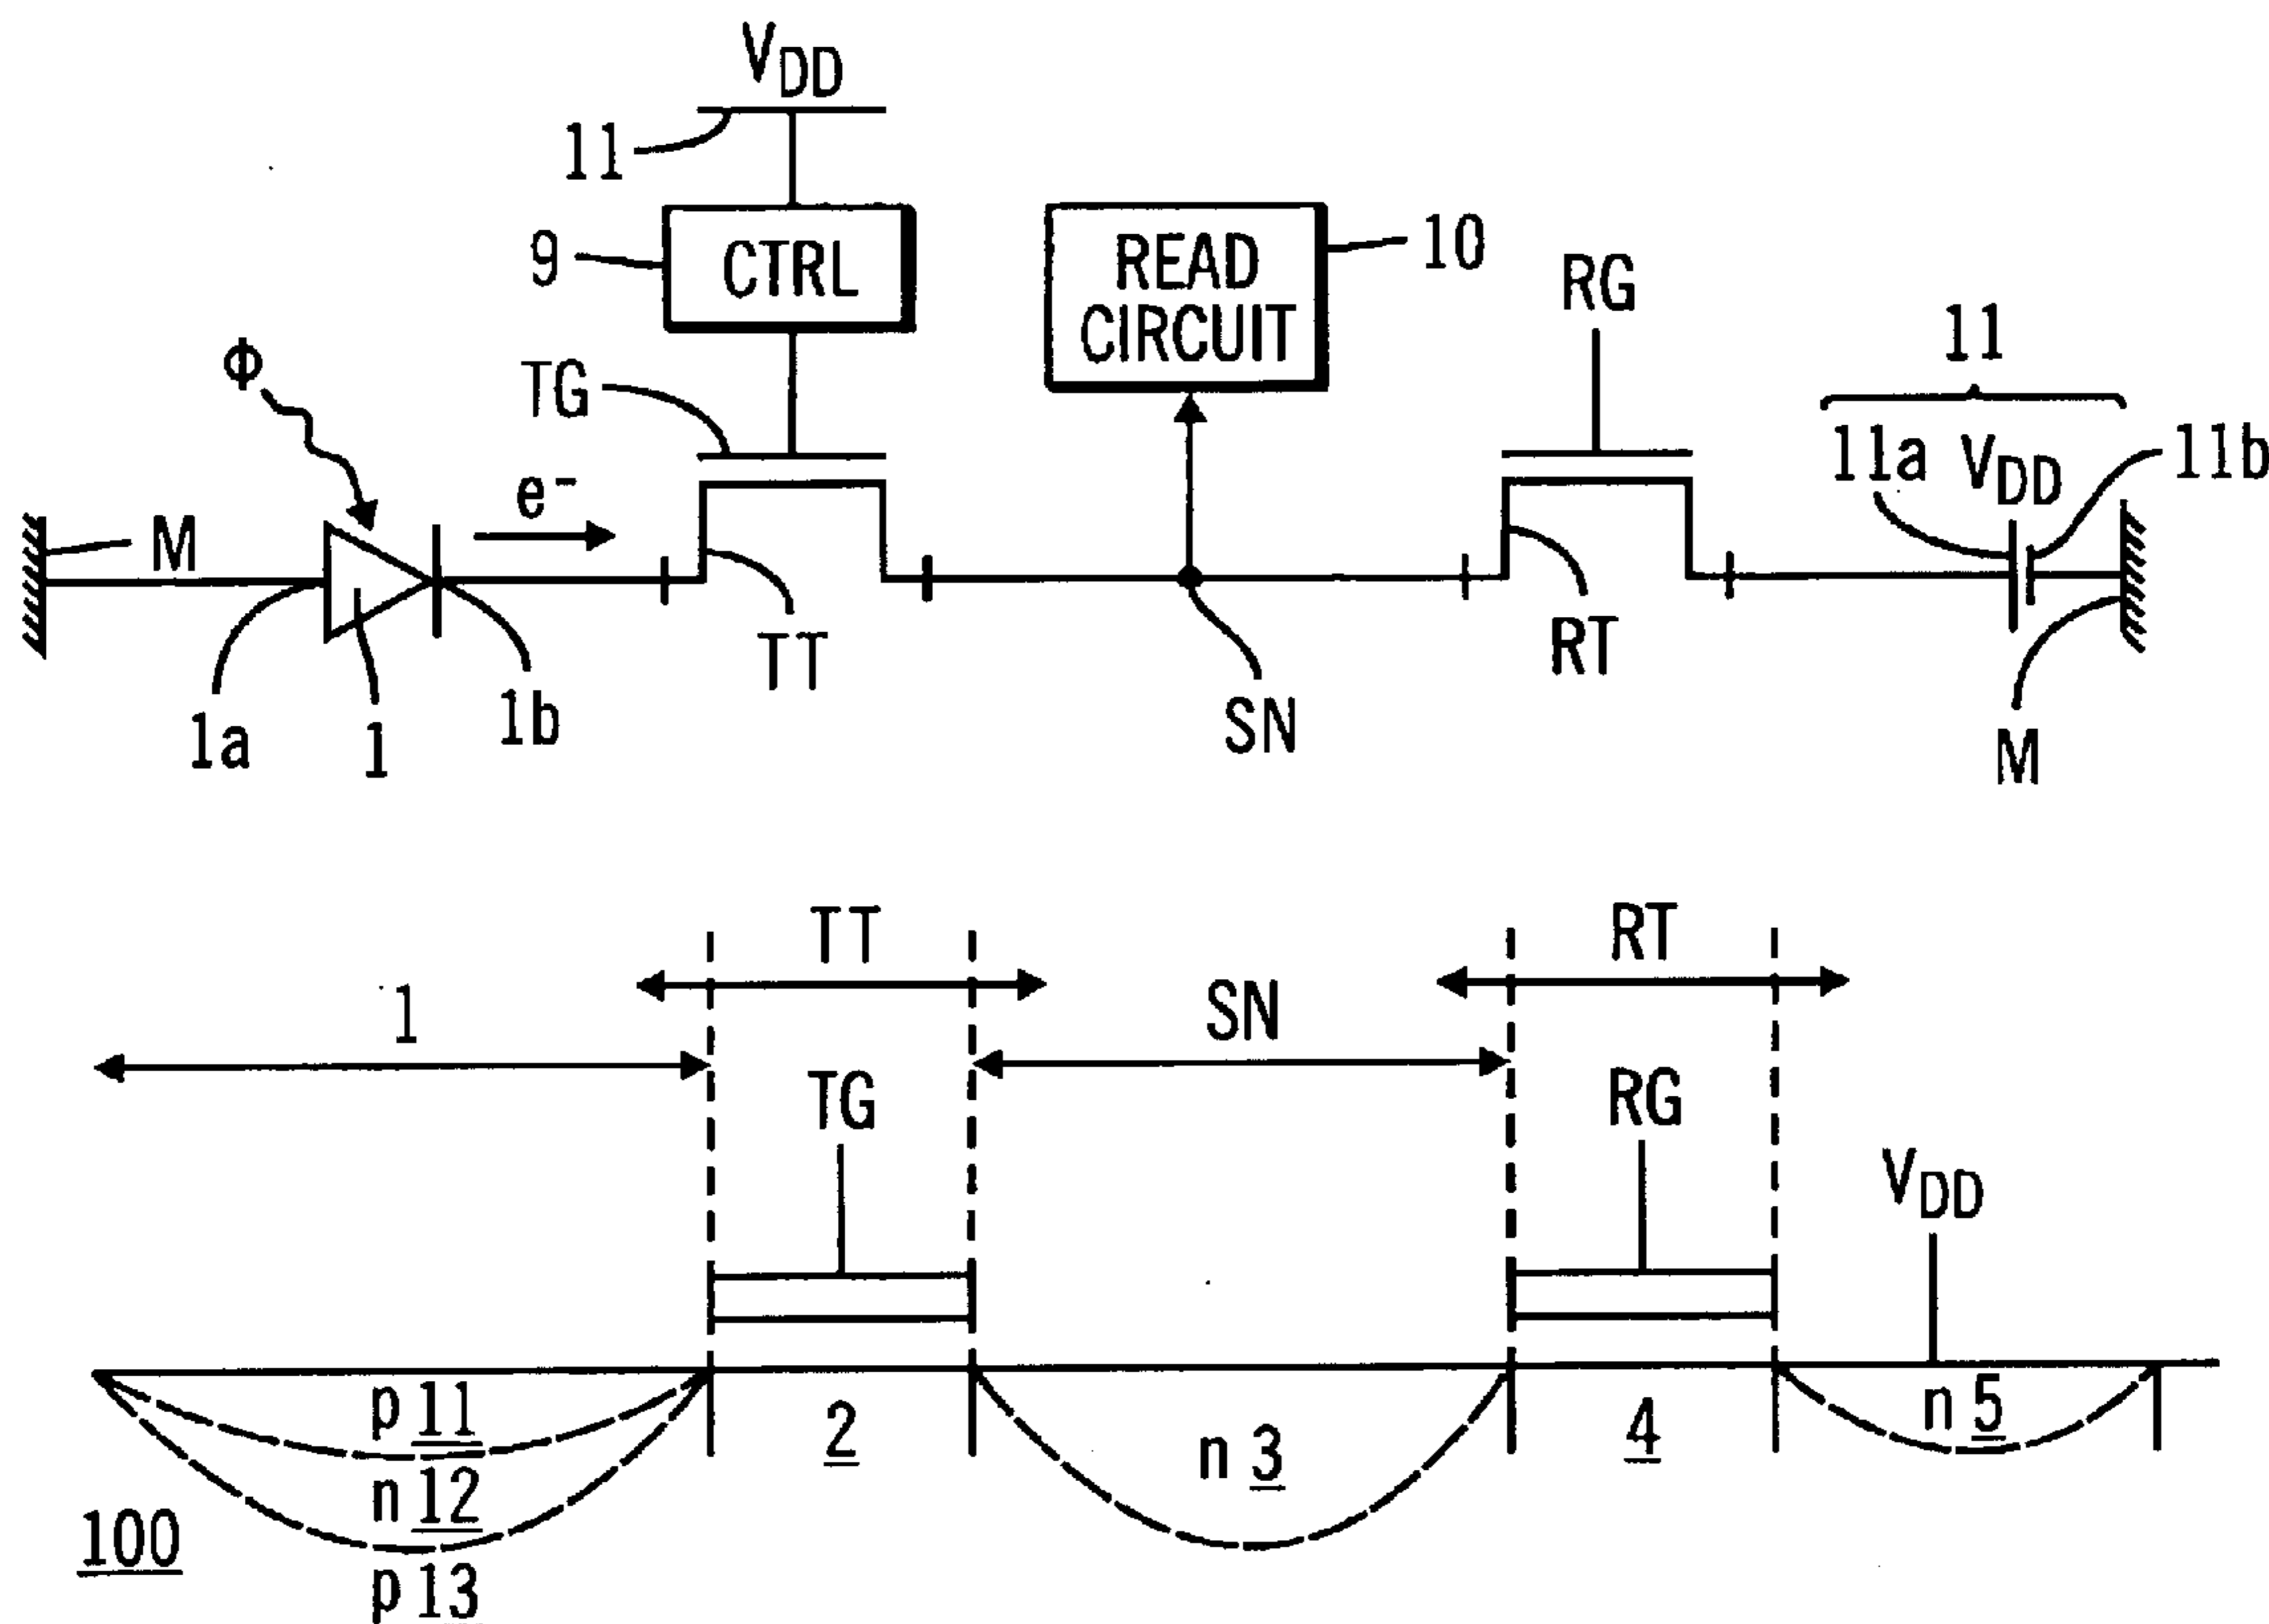 VDD
11
9
CTRL
READ
CIRCUIT
10
RG
11
Φ
TG
11a VDD
11b
e-
M
TT
RT
1a
1
1b
SN
M
TT
RT
1
SN
TG
RG
VDD
p 11
2
n 3
4
n 5
n 12
100
p 13